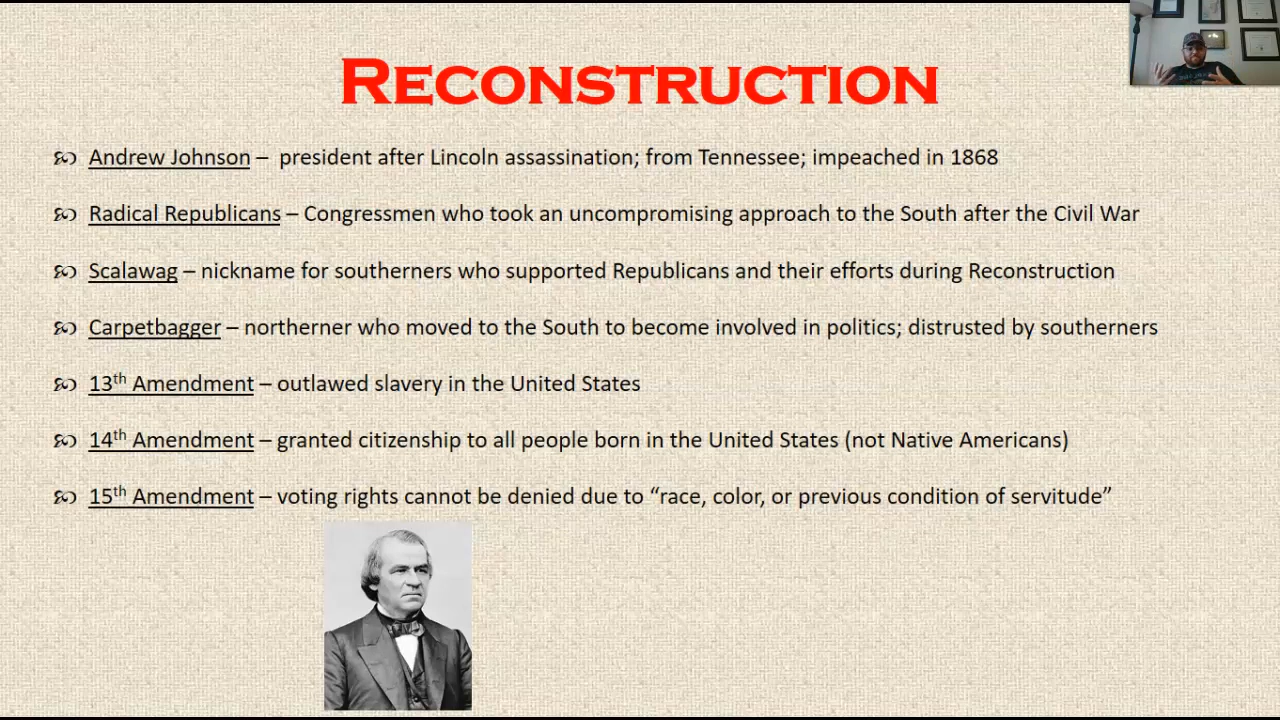 RECONSTRUCTION
Andrew Johnson – president after Lincoln assassination; from Tennessee; impeached in 1868
Radical Republicans – Congressmen who took an uncompromising approach to the South after the Civil War
Scalawag – nickname for southerners who supported Republicans and their efforts during Reconstruction
Carpetbagger – northerner who moved to the South to become involved in politics; distrusted by southerners
13th Amendment – outlawed slavery in the United States
14th Amendment – granted citizenship to all people born in the United States (not Native Americans)
15th Amendment – voting rights cannot be denied due to “race, color, or previous condition of servitude”